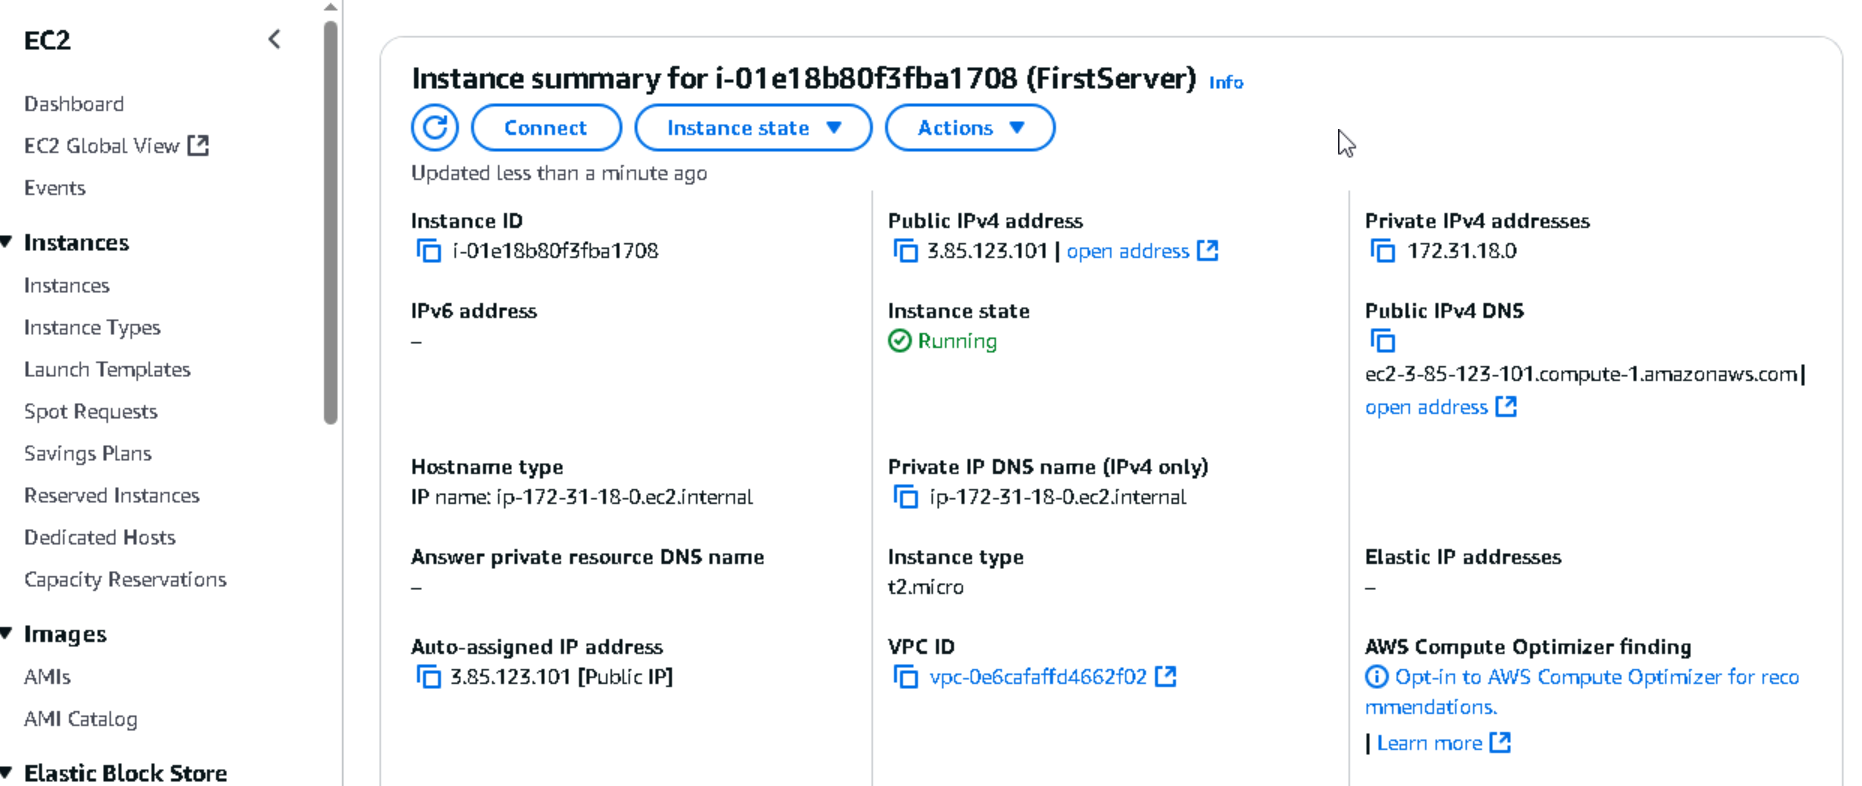 EC2
Dashboard
EC2 Global View
Events
Instances
Instances
Instance Types
Launch Templates
Spot Requests
Savings Plans
Reserved Instances
Dedicated Hosts
Capacity Reservations
Images
AMIs
AMI Catalog
Elastic Block Store
Instance summary for i-01e18b80f3fba1708 (FirstServer) Info
Connect
Instance state
Actions
Updated less than a minute ago
Instance ID
i-01e18b80f3fba1708
Public IPv4 address
3.85.123.101 | open address
Private IPv4 addresses
172.31.18.0
IPv6 address
–
Instance state
Running
Public IPv4 DNS
ec2-3-85-123-101.compute-1.amazonaws.com |
open address
Hostname type
IP name: ip-172-31-18-0.ec2.internal
Private IP DNS name (IPv4 only)
ip-172-31-18-0.ec2.internal
Answer private resource DNS name
–
Instance type
t2.micro
Elastic IP addresses
–
Auto-assigned IP address
3.85.123.101 [Public IP]
VPC ID
vpc-0e6cafaffd4662f02
AWS Compute Optimizer finding
Opt-in to AWS Compute Optimizer for reco
mmendations.
| Learn more